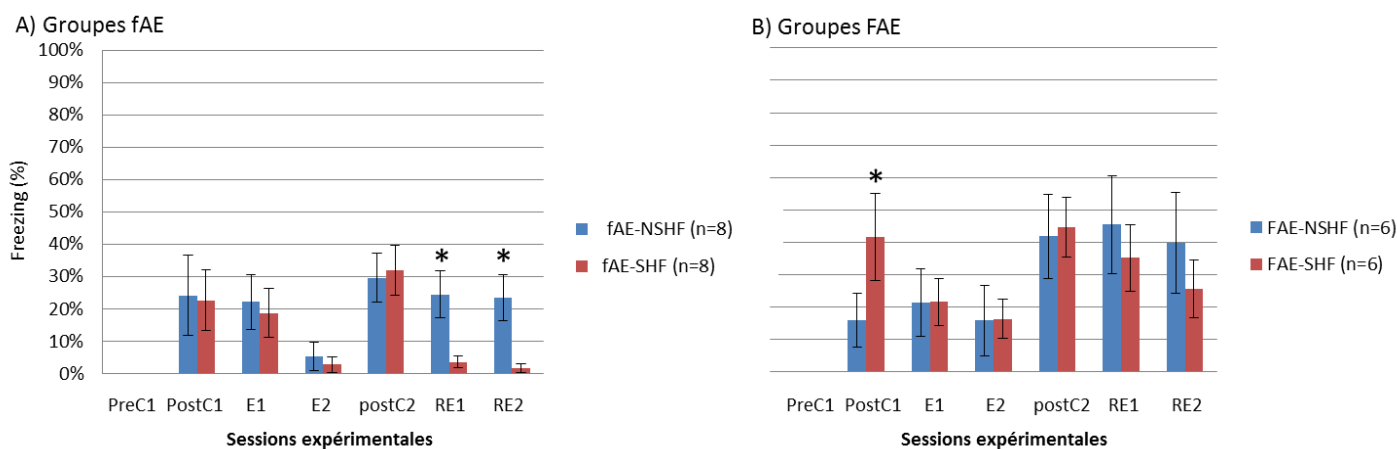 A) Groupes fAE
100%
90%
80%
70%
60%
50%
40%
30%
20%
10%
0%
Freezing (%)
* *
PreC1 PostC1 E1 E2 postC2 RE1 RE2
Sessions expérimentales
fAE-NSHF (n=8)
fAE-SHF (n=8)
B) Groupes FAE
*
PreC1 PostC1 E1 E2 postC2 RE1 RE2
Sessions expérimentales
FAE-NSHF (n=6)
FAE-SHF (n=6)